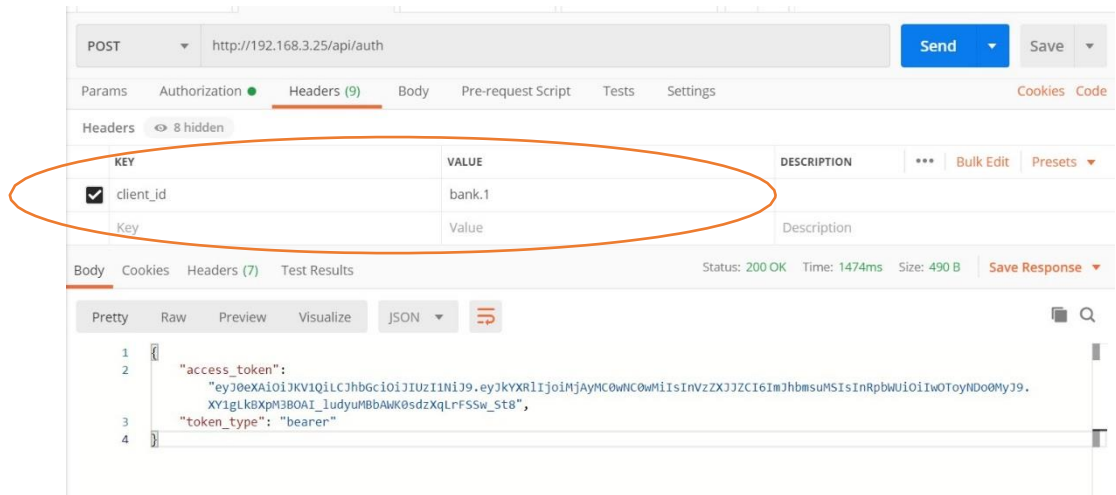 POST http://192.168.3.25/api/auth Send Save
Params Authorization Headers (9) Body Pre-request Script Tests Settings Cookies Code
Headers 8 hidden
KEY VALUE DESCRIPTION ••• Bulk Edit Presets
client_id bank.1
Key Value Description
Body Cookies Headers (7) Test Results Status: 200 OK Time: 1474ms Size: 490 B Save Response
Pretty Raw Preview Visualize JSON
1 {
2 "access_token":
"eyJ0eXAiOiJKV1QiLCJhbGciOiJIUzI1NiJ9.eyJkYXRlIjoiMjAyMC0wNC0wMiIsInVzZXJJZCI6ImJhbmsuMSIsInRpbWUiOiIwOToyNDo0MyJ9.
XY1gLkBXpM3BOAI_ludyuMBbAWK0sdzXqLrFSSw_St8",
3 "token_type": "bearer"
4 }